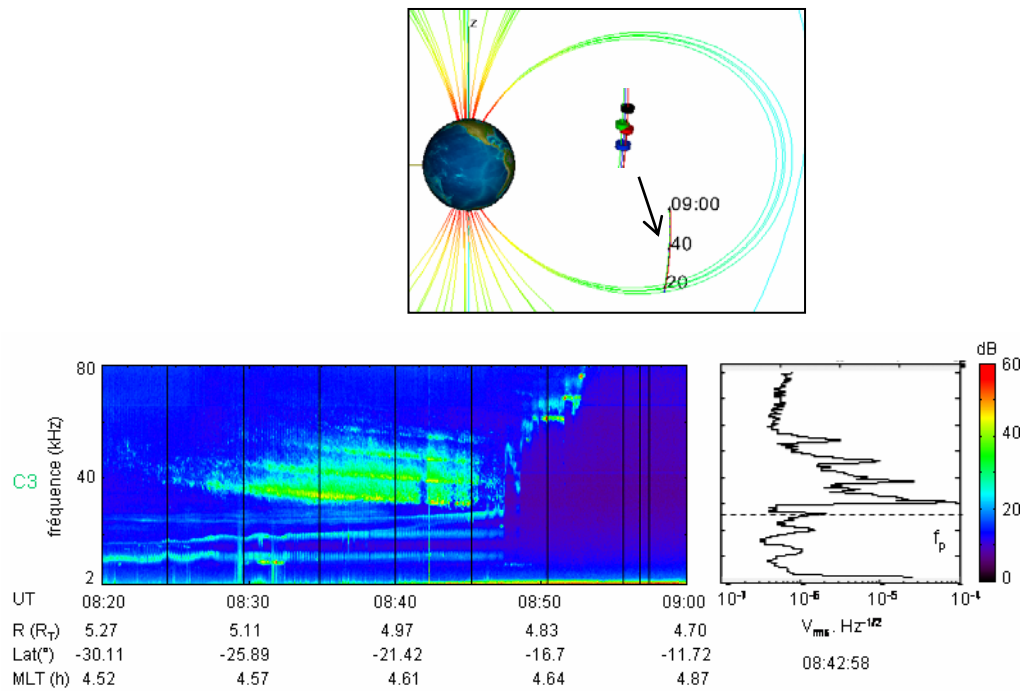 z
09:00
40
20
dB
80
60
40
40
20
2
0
fréquence (kHz)
C3
f_p
UT 08:20 08:30 08:40 08:50 09:00
R (R_T) 5.27 5.11 4.97 4.83 4.70
Lat(°) -30.11 -25.89 -21.42 -16.7 -11.72
MLT (h) 4.52 4.57 4.61 4.64 4.87
10⁻⁷ 10⁻⁶ 10⁻⁵ 10⁻⁴
V_rms . Hz^-1/2
08:42:58